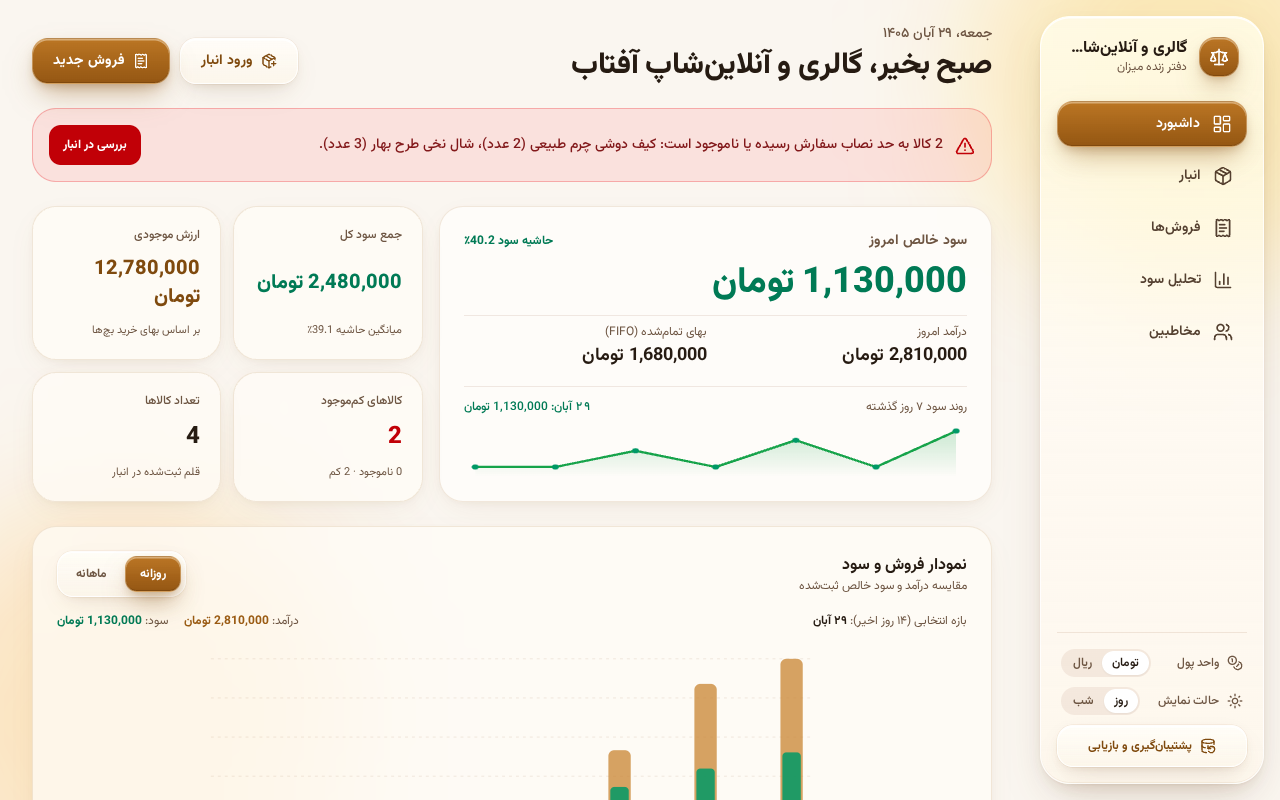 گالری و آنلاین‌شا...
دفتر زنده میزان
داشبورد
انبار
فروش‌ها
تحلیل سود
مخاطبین
واحد پول
تومان
ریال
حالت نمایش
روز
شب
پشتیبان‌گیری و بازیابی
جمعه، ۲۹ آبان ۱۴۰۵
صبح بخیر، گالری و آنلاین‌شاپ آفتاب
ورود انبار
فروش جدید
2 کالا به حد نصاب سفارش رسیده یا ناموجود است: کیف دوشی چرم طبیعی (2 عدد)، شال نخی طرح بهار (3 عدد).
بررسی در انبار
سود خالص امروز
حاشیه سود 40.2٪
1,130,000 تومان
درآمد امروز
2,810,000 تومان
بهای تمام‌شده (FIFO)
1,680,000 تومان
روند سود ۷ روز گذشته
۲۹ آبان: 1,130,000 تومان
جمع سود کل
2,480,000 تومان
میانگین حاشیه 39.1٪
ارزش موجودی
12,780,000
تومان
بر اساس بهای خرید بچ‌ها
کالاهای کم‌موجود
2
0 ناموجود · 2 کم
تعداد کالاها
4
قلم ثبت‌شده در انبار
نمودار فروش و سود
مقایسه درآمد و سود خالص ثبت‌شده
روزانه
ماهانه
بازه انتخابی (۱۴ روز اخیر): ۲۹ آبان
درآمد: 2,810,000 تومان
سود: 1,130,000 تومان